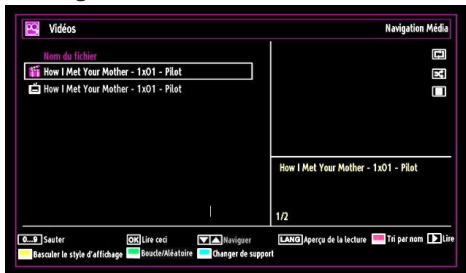 Vidéos
Navigation Média
Nom du fichier
How I Met Your Mother - 1x01 - Pilot
How I Met Your Mother - 1x01 - Pilot
How I Met Your Mother - 1x01 - Pilot
1/2
0...9 Sauter
OK Lire ceci
Naviguer
LANG Aperçu de la lecture
Tri par nom
Lire
Basculer le style d'affichage
Boucle/Aléatoire
Changer de support